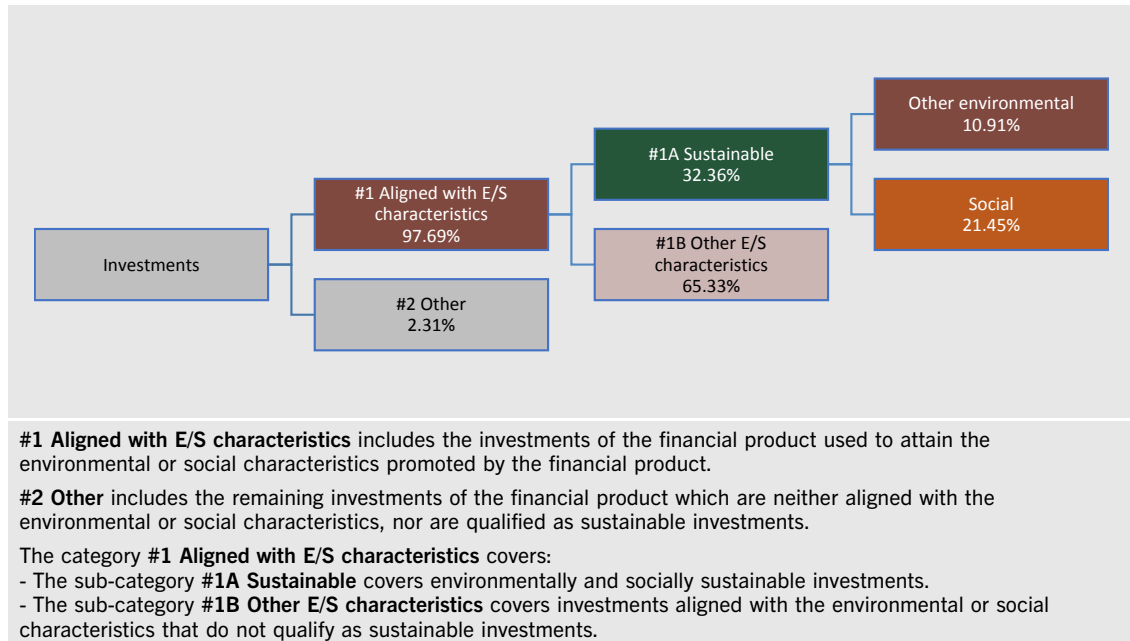 Investments
#1 Aligned with E/S
characteristics
97.69%
#2 Other
2.31%
#1A Sustainable
32.36%
#1B Other E/S
characteristics
65.33%
Other environmental
10.91%
Social
21.45%
#1 Aligned with E/S characteristics includes the investments of the financial product used to attain the
environmental or social characteristics promoted by the financial product.
#2 Other includes the remaining investments of the financial product which are neither aligned with the
environmental or social characteristics, nor are qualified as sustainable investments.
The category #1 Aligned with E/S characteristics covers:
- The sub-category #1A Sustainable covers environmentally and socially sustainable investments.
- The sub-category #1B Other E/S characteristics covers investments aligned with the environmental or social
characteristics that do not qualify as sustainable investments.